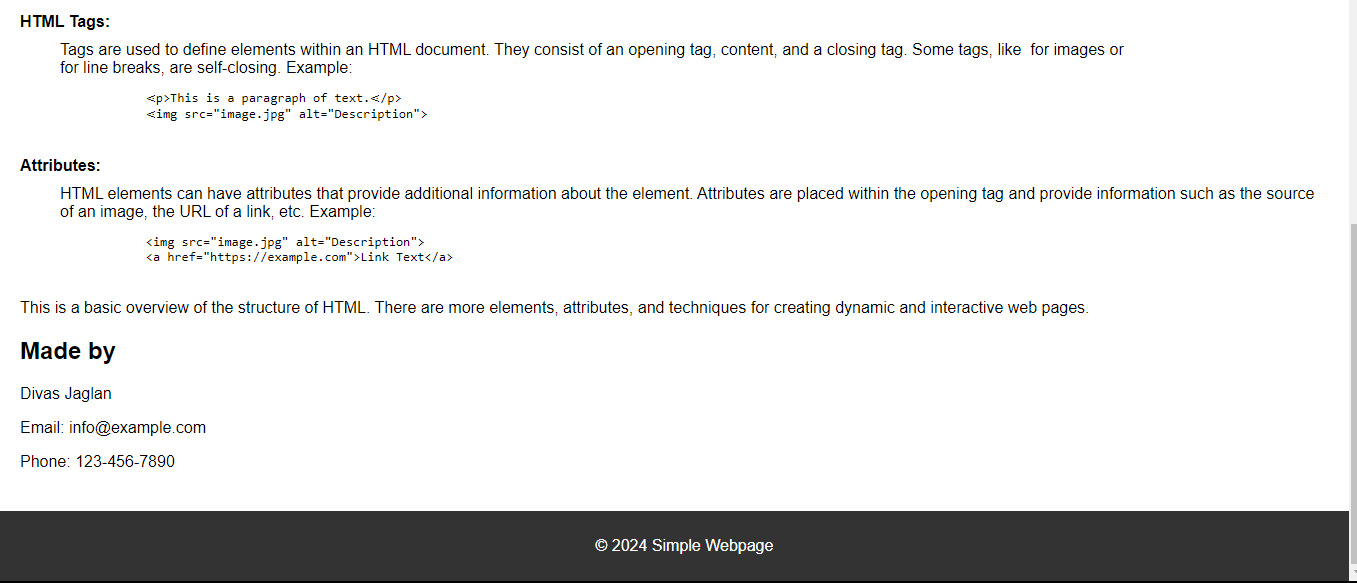 HTML Tags:
Tags are used to define elements within an HTML document. They consist of an opening tag, content, and a closing tag. Some tags, like  for images or
for line breaks, are self-closing. Example:
<p>This is a paragraph of text.</p>
<img src="image.jpg" alt="Description">
Attributes:
HTML elements can have attributes that provide additional information about the element. Attributes are placed within the opening tag and provide information such as the source
of an image, the URL of a link, etc. Example:
<img src="image.jpg" alt="Description">
<a href="https://example.com">Link Text</a>
This is a basic overview of the structure of HTML. There are more elements, attributes, and techniques for creating dynamic and interactive web pages.
Made by
Divas Jaglan
Email: info@example.com
Phone: 123-456-7890
© 2024 Simple Webpage